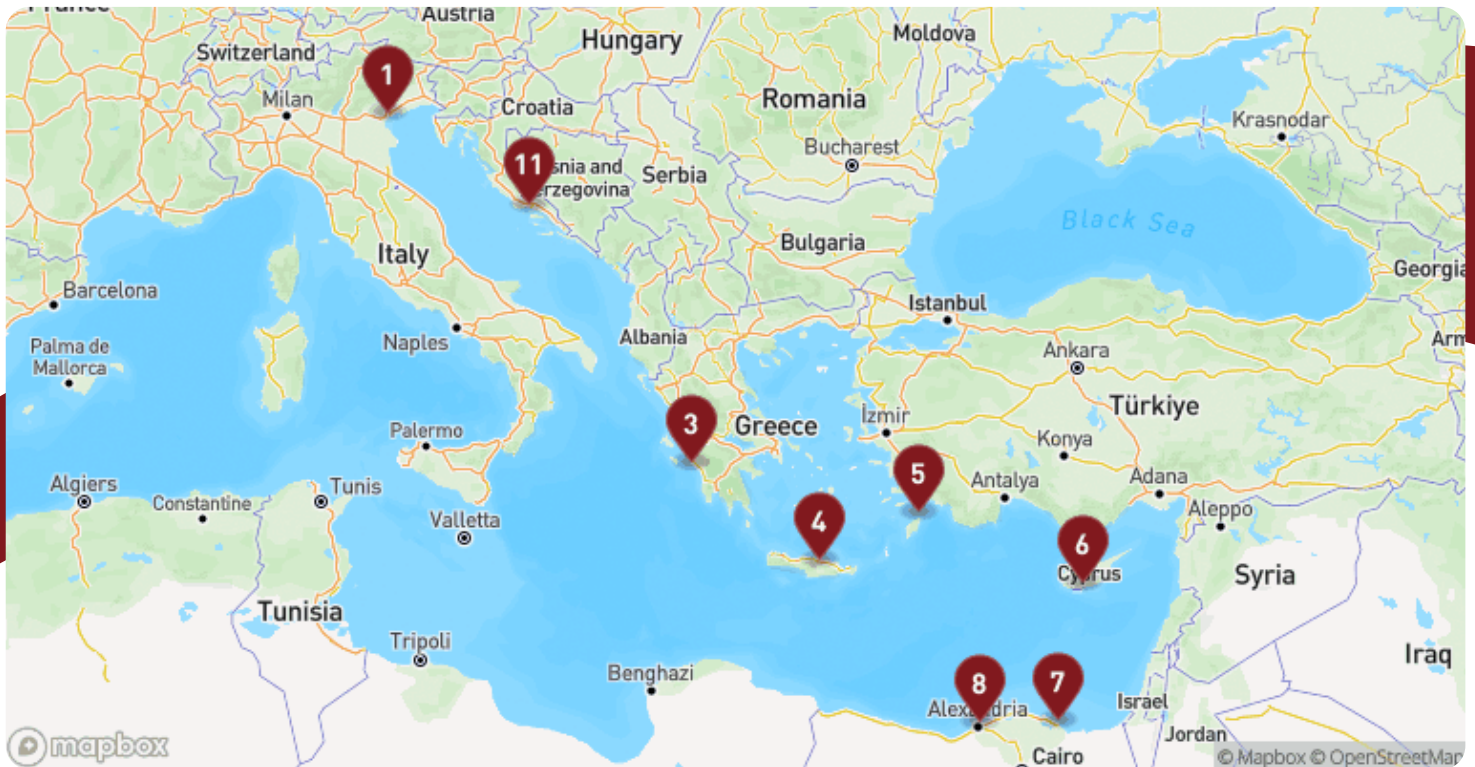 France
Austria
Switzerland
Hungary
Moldova
1
Milan
Croatia
Romania
Krasnodar
Bucharest
11
snia and
erzegovina
Serbia
Black Sea
Bulgaria
Italy
Georgia
Barcelona
Istanbul
Naples
Albania
Arm
Palma de
Mallorca
Ankara
Türkiye
3
Greece
İzmir
Palermo
Konya
5
Antalya
Adana
Algiers
Tunis
Constantine
Aleppo
4
Valletta
6
Cyprus
Syria
Tunisia
Tripoli
Iraq
Benghazi
8
7
Alexandria
Israel
Jordan
Cairo
mapbox
© Mapbox © OpenStreetMap